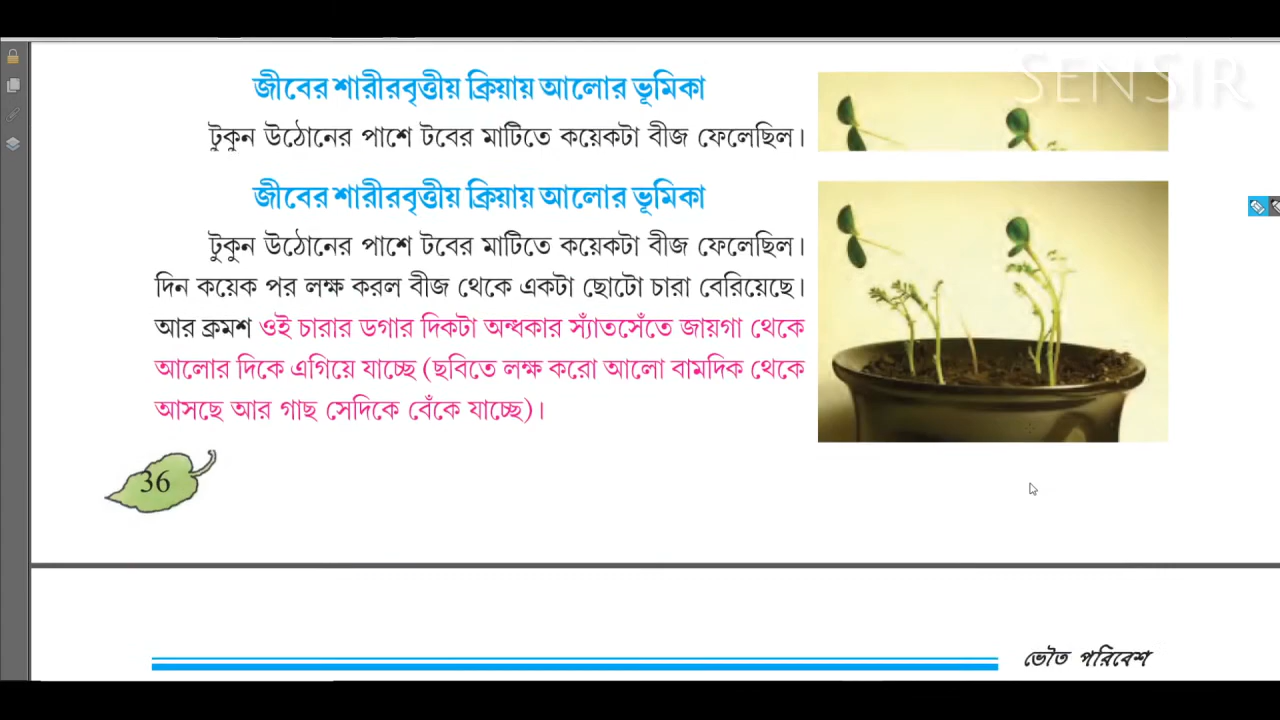 SENSIR
জীবের শারীরবৃত্তীয় ক্রিয়ায় আলোর ভূমিকা
টুকুন উঠোনের পাশে টবের মাটিতে কয়েকটা বীজ ফেলেছিল।
জীবের শারীরবৃত্তীয় ক্রিয়ায় আলোর ভূমিকা
টুকুন উঠোনের পাশে টবের মাটিতে কয়েকটা বীজ ফেলেছিল।
দিন কয়েক পর লক্ষ করল বীজ থেকে একটা ছোটো চারা বেরিয়েছে।
আর ক্রমশ ওই চারার ডগার দিকটা অন্ধকার স্যাঁতসেঁতে জায়গা থেকে
আলোর দিকে এগিয়ে যাচ্ছে (ছবিতে লক্ষ করো আলো বামদিক থেকে
আসছে আর গাছ সেদিকে বেঁকে যাচ্ছে)।
36
ভৌত পরিবেশ